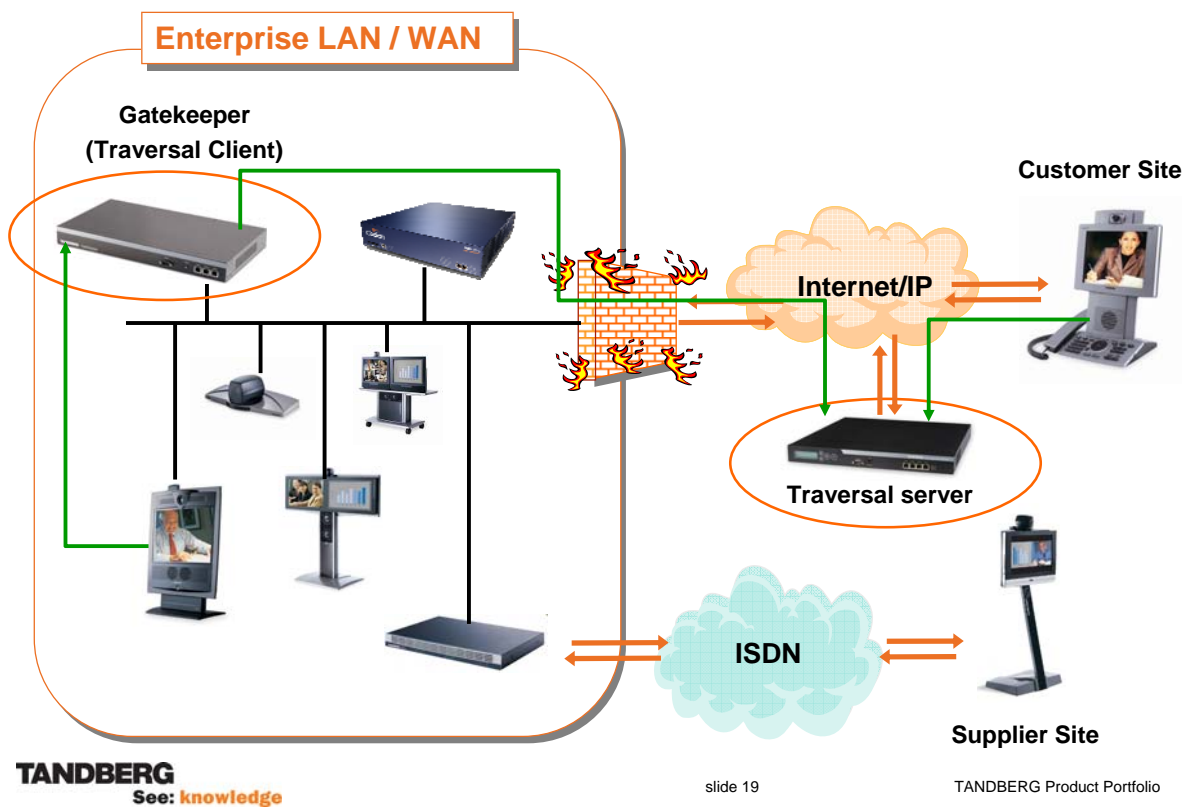 Enterprise LAN / WAN
Gatekeeper
(Traversal Client)
Customer Site
Internet/IP
Traversal server
ISDN
Supplier Site
TANDBERG
See: knowledge
slide 19
TANDBERG Product Portfolio